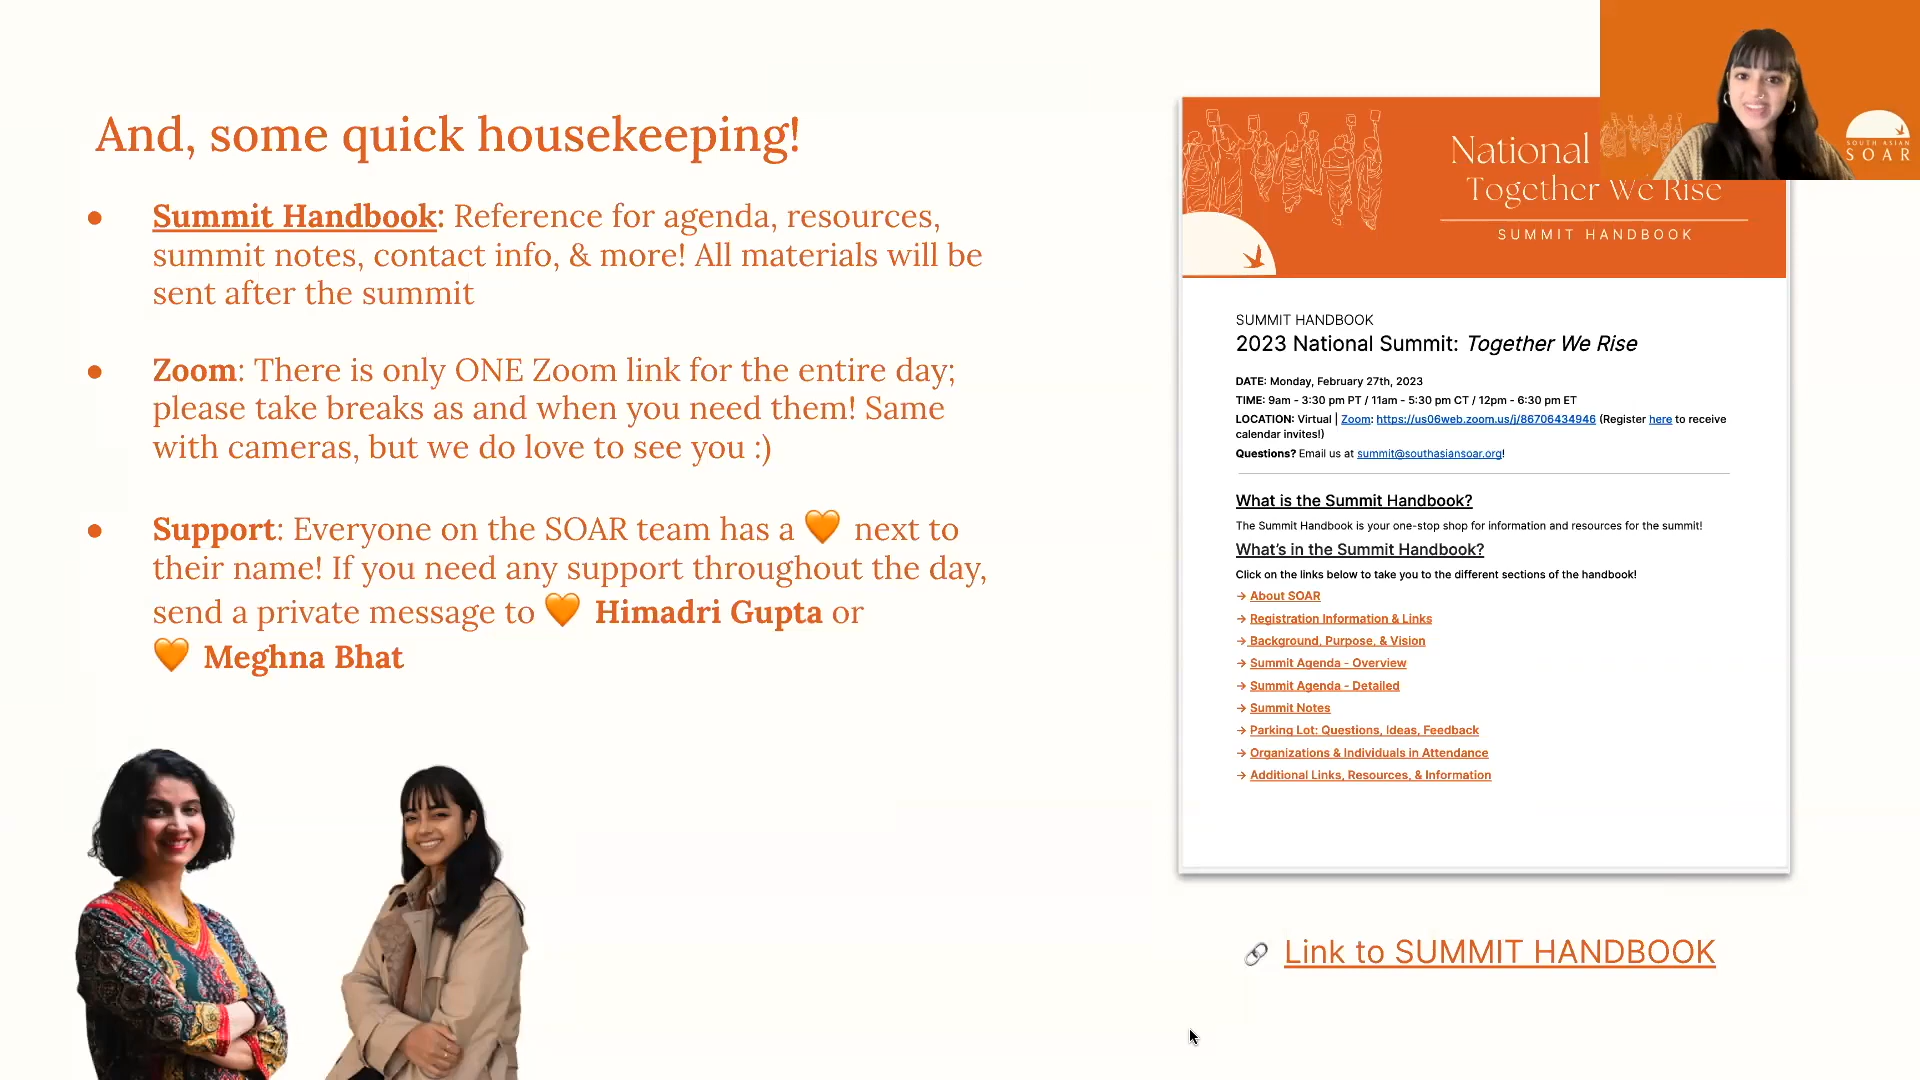 And, some quick housekeeping!
● Summit Handbook: Reference for agenda, resources,
summit notes, contact info, & more! All materials will be
sent after the summit
● Zoom: There is only ONE Zoom link for the entire day;
please take breaks as and when you need them! Same
with cameras, but we do love to see you :)
● Support: Everyone on the SOAR team has a 🧡 next to
their name! If you need any support throughout the day,
send a private message to 🧡 Himadri Gupta or
🧡 Meghna Bhat
National
Together We Rise
SUMMIT HANDBOOK
SOUTH ASIAN
SOAR
SUMMIT HANDBOOK
2023 National Summit: Together We Rise
DATE: Monday, February 27th, 2023
TIME: 9am - 3:30 pm PT / 11am - 5:30 pm CT / 12pm - 6:30 pm ET
LOCATION: Virtual | Zoom: https://us06web.zoom.us/j/86706434946 (Register here to receive
calendar invites!)
Questions? Email us at summit@southasiansoar.org!
What is the Summit Handbook?
The Summit Handbook is your one-stop shop for information and resources for the summit!
What's in the Summit Handbook?
Click on the links below to take you to the different sections of the handbook!
→ About SOAR
→ Registration Information & Links
→ Background, Purpose, & Vision
→ Summit Agenda - Overview
→ Summit Agenda - Detailed
→ Summit Notes
→ Parking Lot: Questions, Ideas, Feedback
→ Organizations & Individuals in Attendance
→ Additional Links, Resources, & Information
🔗 Link to SUMMIT HANDBOOK